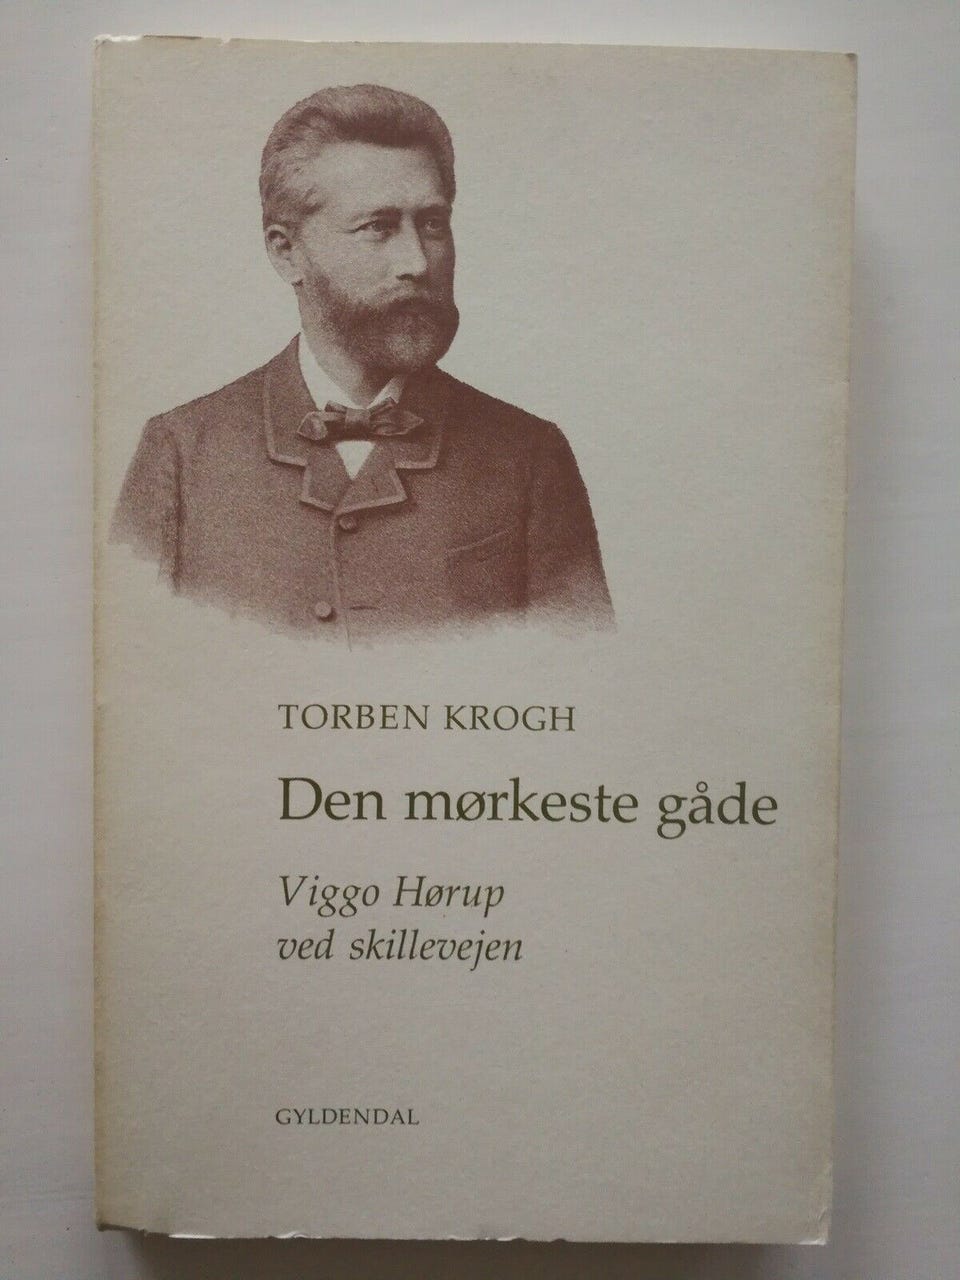 TORBEN KROGH
Den mørkeste gåde
Viggo Hørup
ved skillevejen
GYLDENDAL